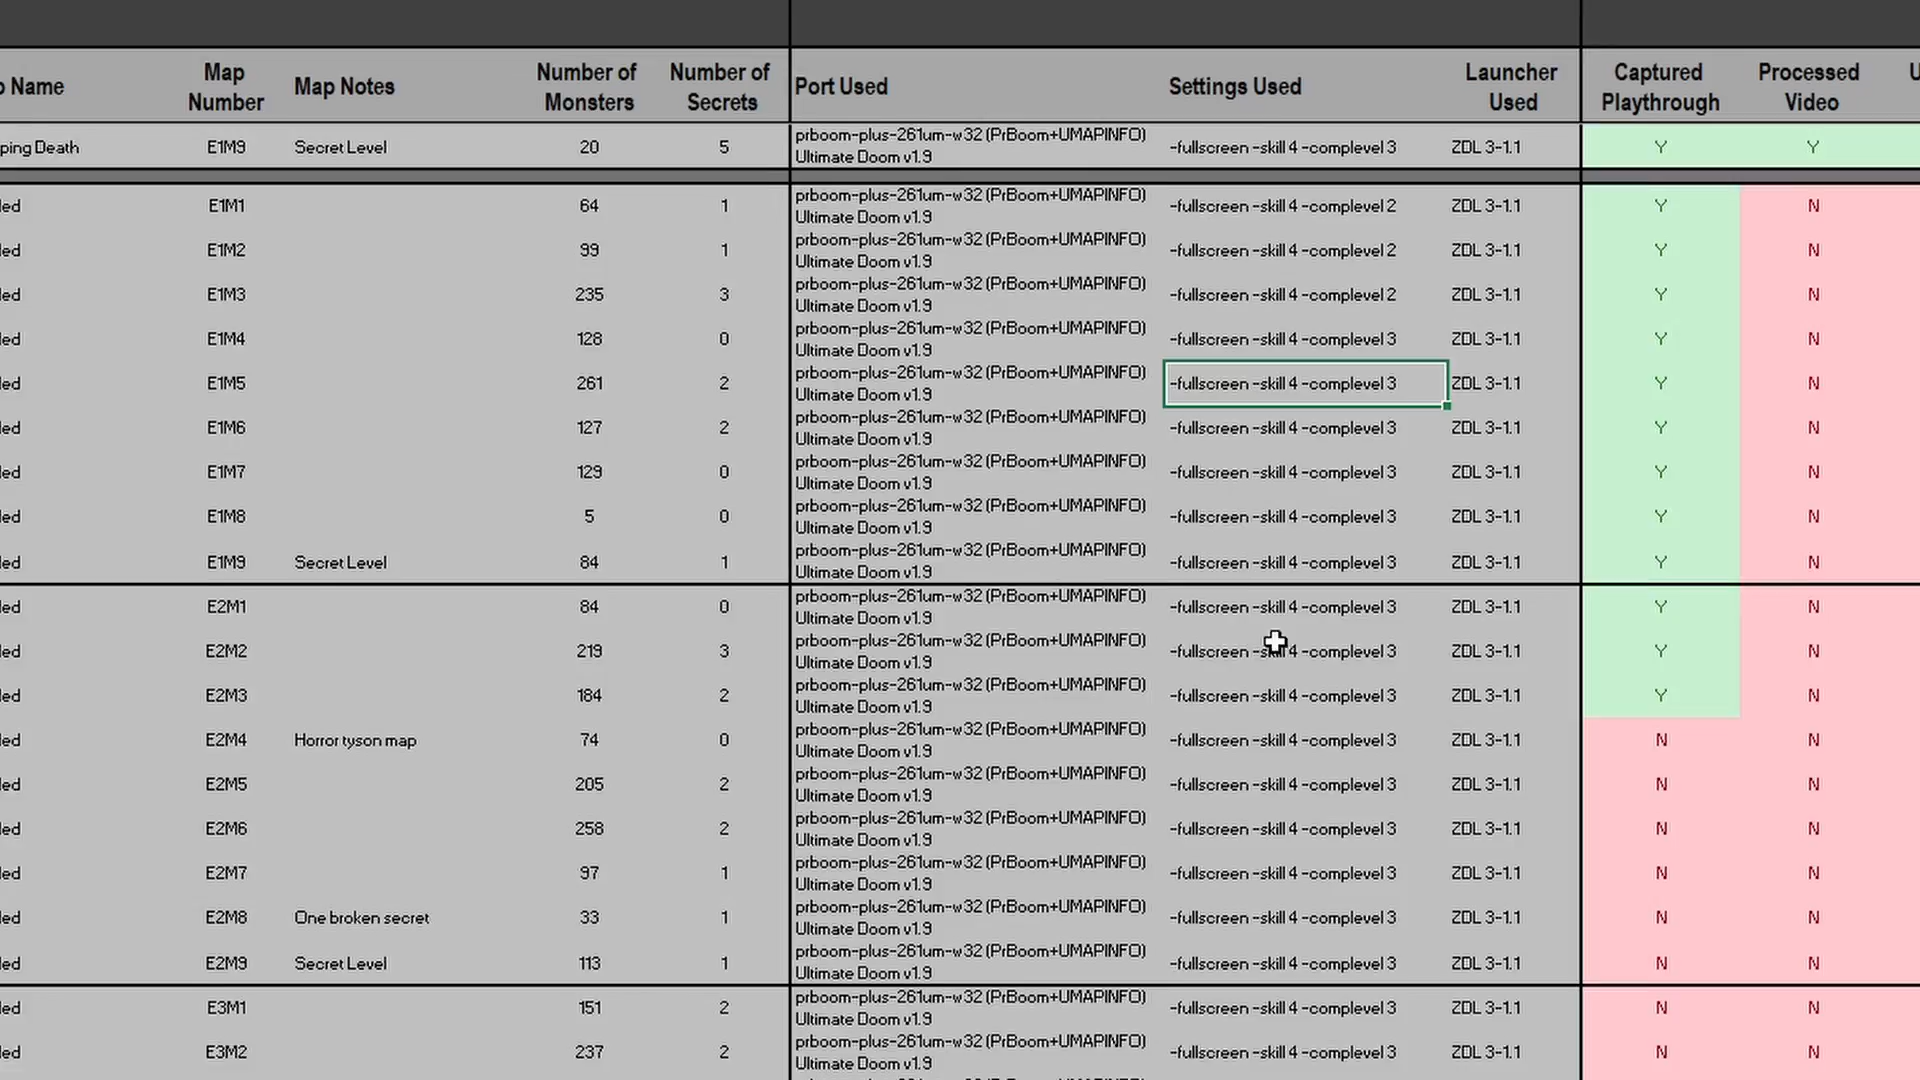 Name Map Number Map Notes Number of Monsters Number of Secrets Port Used Settings Used Launcher Used Captured Playthrough Processed Video U
ping Death E1M9 Secret Level 20 5 prboom-plus-261um-w32 (PrBoom+UMAPINFO) Ultimate Doom v1.9 -fullscreen -skill 4 -complevel 3 ZDL 3-1.1 Y Y
led E1M1 64 1 prboom-plus-261um-w32 (PrBoom+UMAPINFO) Ultimate Doom v1.9 -fullscreen -skill 4 -complevel 2 ZDL 3-1.1 Y N
led E1M2 99 1 prboom-plus-261um-w32 (PrBoom+UMAPINFO) Ultimate Doom v1.9 -fullscreen -skill 4 -complevel 2 ZDL 3-1.1 Y N
led E1M3 235 3 prboom-plus-261um-w32 (PrBoom+UMAPINFO) Ultimate Doom v1.9 -fullscreen -skill 4 -complevel 2 ZDL 3-1.1 Y N
led E1M4 128 0 prboom-plus-261um-w32 (PrBoom+UMAPINFO) Ultimate Doom v1.9 -fullscreen -skill 4 -complevel 3 ZDL 3-1.1 Y N
led E1M5 261 2 prboom-plus-261um-w32 (PrBoom+UMAPINFO) Ultimate Doom v1.9 -fullscreen -skill 4 -complevel 3 ZDL 3-1.1 Y N
led E1M6 127 2 prboom-plus-261um-w32 (PrBoom+UMAPINFO) Ultimate Doom v1.9 -fullscreen -skill 4 -complevel 3 ZDL 3-1.1 Y N
led E1M7 129 0 prboom-plus-261um-w32 (PrBoom+UMAPINFO) Ultimate Doom v1.9 -fullscreen -skill 4 -complevel 3 ZDL 3-1.1 Y N
led E1M8 5 0 prboom-plus-261um-w32 (PrBoom+UMAPINFO) Ultimate Doom v1.9 -fullscreen -skill 4 -complevel 3 ZDL 3-1.1 Y N
led E1M9 Secret Level 84 1 prboom-plus-261um-w32 (PrBoom+UMAPINFO) Ultimate Doom v1.9 -fullscreen -skill 4 -complevel 3 ZDL 3-1.1 Y N
led E2M1 84 0 prboom-plus-261um-w32 (PrBoom+UMAPINFO) Ultimate Doom v1.9 -fullscreen -skill 4 -complevel 3 ZDL 3-1.1 Y N
led E2M2 219 3 prboom-plus-261um-w32 (PrBoom+UMAPINFO) Ultimate Doom v1.9 -fullscreen -skill 4 -complevel 3 ZDL 3-1.1 Y N
led E2M3 184 2 prboom-plus-261um-w32 (PrBoom+UMAPINFO) Ultimate Doom v1.9 -fullscreen -skill 4 -complevel 3 ZDL 3-1.1 Y N
led E2M4 Horror tyson map 74 0 prboom-plus-261um-w32 (PrBoom+UMAPINFO) Ultimate Doom v1.9 -fullscreen -skill 4 -complevel 3 ZDL 3-1.1 N N
led E2M5 205 2 prboom-plus-261um-w32 (PrBoom+UMAPINFO) Ultimate Doom v1.9 -fullscreen -skill 4 -complevel 3 ZDL 3-1.1 N N
led E2M6 258 2 prboom-plus-261um-w32 (PrBoom+UMAPINFO) Ultimate Doom v1.9 -fullscreen -skill 4 -complevel 3 ZDL 3-1.1 N N
led E2M7 97 1 prboom-plus-261um-w32 (PrBoom+UMAPINFO) Ultimate Doom v1.9 -fullscreen -skill 4 -complevel 3 ZDL 3-1.1 N N
led E2M8 One broken secret 33 1 prboom-plus-261um-w32 (PrBoom+UMAPINFO) Ultimate Doom v1.9 -fullscreen -skill 4 -complevel 3 ZDL 3-1.1 N N
led E2M9 Secret Level 113 1 prboom-plus-261um-w32 (PrBoom+UMAPINFO) Ultimate Doom v1.9 -fullscreen -skill 4 -complevel 3 ZDL 3-1.1 N N
led E3M1 151 2 prboom-plus-261um-w32 (PrBoom+UMAPINFO) Ultimate Doom v1.9 -fullscreen -skill 4 -complevel 3 ZDL 3-1.1 N N
led E3M2 237 2 prboom-plus-261um-w32 (PrBoom+UMAPINFO) Ultimate Doom v1.9 -fullscreen -skill 4 -complevel 3 ZDL 3-1.1 N N